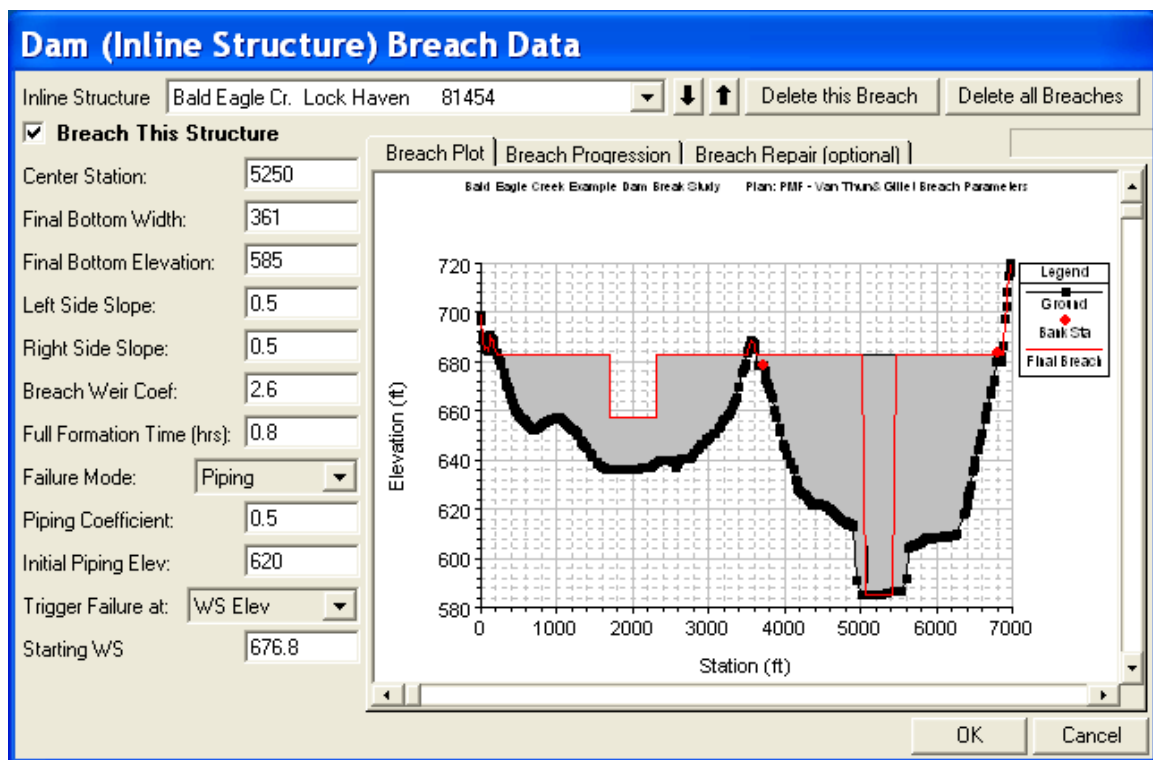 Dam (Inline Structure) Breach Data
Inline Structure Bald Eagle Cr. Lock Haven 81454 Delete this Breach Delete all Breaches
Breach This Structure
Breach Plot Breach Progression Breach Repair (optional)
Center Station: 5250
Final Bottom Width: 361
Final Bottom Elevation: 585
Left Side Slope: 0.5
Right Side Slope: 0.5
Breach Weir Coef: 2.6
Full Formation Time (hrs): 0.8
Failure Mode: Piping
Piping Coefficient: 0.5
Initial Piping Elev: 620
Trigger Failure at: WS Elev
Starting WS 676.8
Bald Eagle Creek Example Dam Break Study Plan: PMF - Van Thun& Gillet Breach Parameters
720
700
680
660
640
620
600
580
Elevation (ft)
0 1000 2000 3000 4000 5000 6000 7000
Station (ft)
Legend
Ground
Bank Sta
Final Breach
OK Cancel